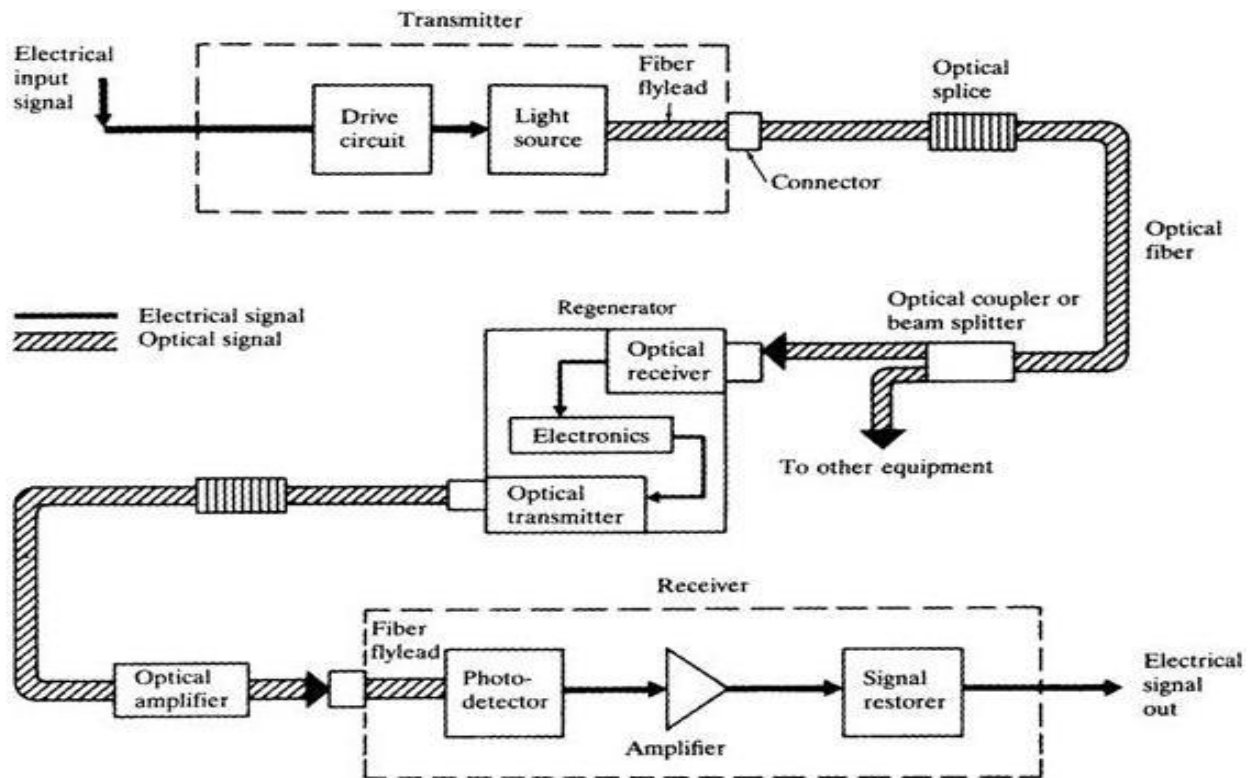 Transmitter
Electrical
input
signal
Drive
circuit
Light
source
Fiber
flylead
Connector
Optical
splice
Optical
fiber
Electrical signal
Optical signal
Regenerator
Optical
receiver
Electronics
Optical
transmitter
Optical coupler or
beam splitter
To other equipment
Receiver
Optical
amplifier
Fiber
flylead
Photo-
detector
Amplifier
Signal
restorer
Electrical
signal
out